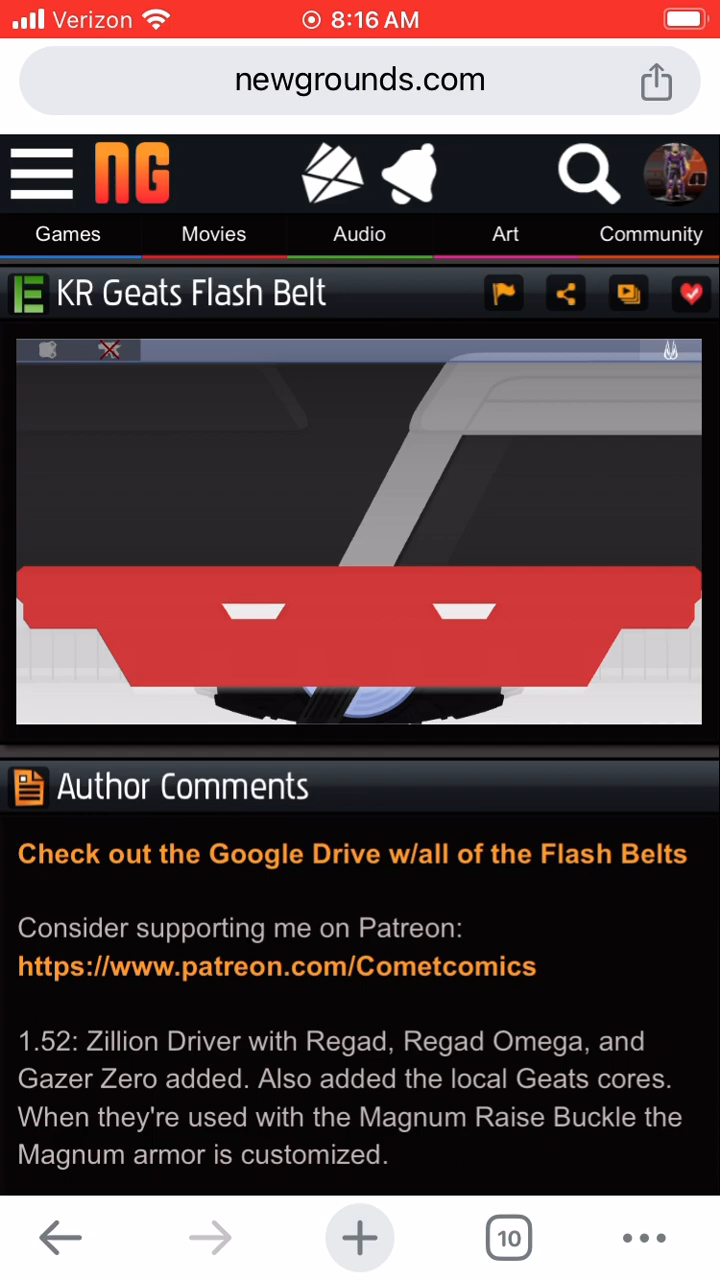 Verizon
8:16 AM
newgrounds.com
NG
Games Movies Audio Art Community
E KR Geats Flash Belt
Author Comments
Check out the Google Drive w/all of the Flash Belts
Consider supporting me on Patreon:
https://www.patreon.com/Cometcomics
1.52: Zillion Driver with Regad, Regad Omega, and
Gazer Zero added. Also added the local Geats cores.
When they're used with the Magnum Raise Buckle the
Magnum armor is customized.
10